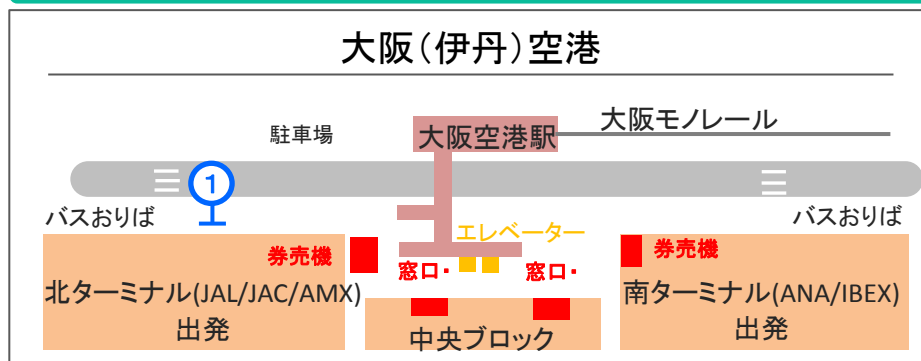 大阪(伊丹)空港
大阪モノレール
駐車場
大阪空港駅
1
バスおりば
バスおりば
エレベーター
券売機
券売機
窓口・
窓口・
北ターミナル(JAL/JAC/AMX)
出発
南ターミナル(ANA/IBEX)
出発
中央ブロック